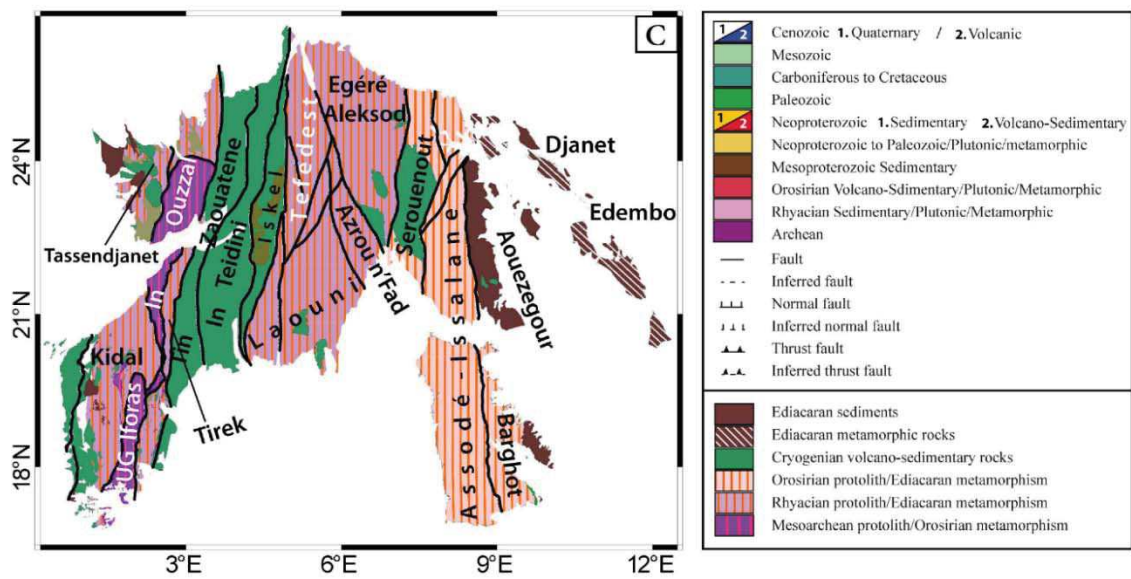 C
Egéré
Aleksod
Tefedest
Djanet
Edembo
Ouzzal
Zaouatene
Iskel
Serouenout
Tassendjanet
Teidini
Azrou n'Fad
Aouezegour
In
In
Laouni
Assodé-Issalane
Kidal
Tin
UG Iforas
Tirek
Barghot
24°N
21°N
18°N
3°E
6°E
9°E
12°E
1 2 Cenozoic 1.Quaternary / 2.Volcanic
Mesozoic
Carboniferous to Cretaceous
Paleozoic
1 2 Neoproterozoic 1.Sedimentary 2.Volcano-Sedimentary
Neoproterozoic to Paleozoic/Plutonic/metamorphic
Mesoproterozoic Sedimentary
Orosirian Volcano-Sdimentary/Plutonic/Metamorphic
Rhyacian Sedimentary/Plutonic/Metamorphic
Archean
Fault
Inferred fault
Normal fault
Inferred normal fault
Thrust fault
Inferred thrust fault
Ediacaran sediments
Ediacaran metamorphic rocks
Cryogenian volcano-sedimentary rocks
Orosirian protolith/Ediacaran metamorphism
Rhyacian protolith/Ediacaran metamorphism
Mesoarchean protolith/Orosirian metamorphism